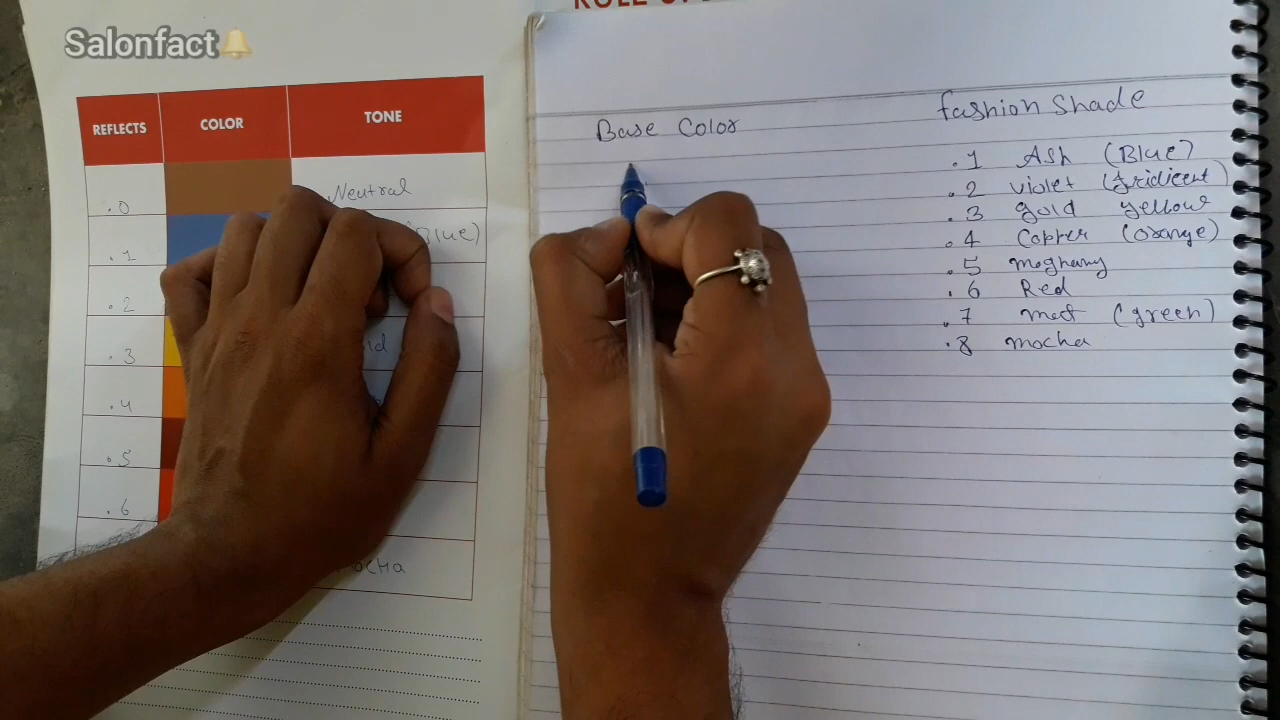 Salonfact
REFLECTS COLOR TONE
.0 Neutral
.1 (Blue)
.2
.3
.4
.5
.6
Base Color
fashion Shade
.1 Ash (Blue)
.2 violet (Iridicent)
.3 gold yellow
.4 Copper (orange)
.5 moghany
.6 Red
.7 mat (green)
.8 mocha